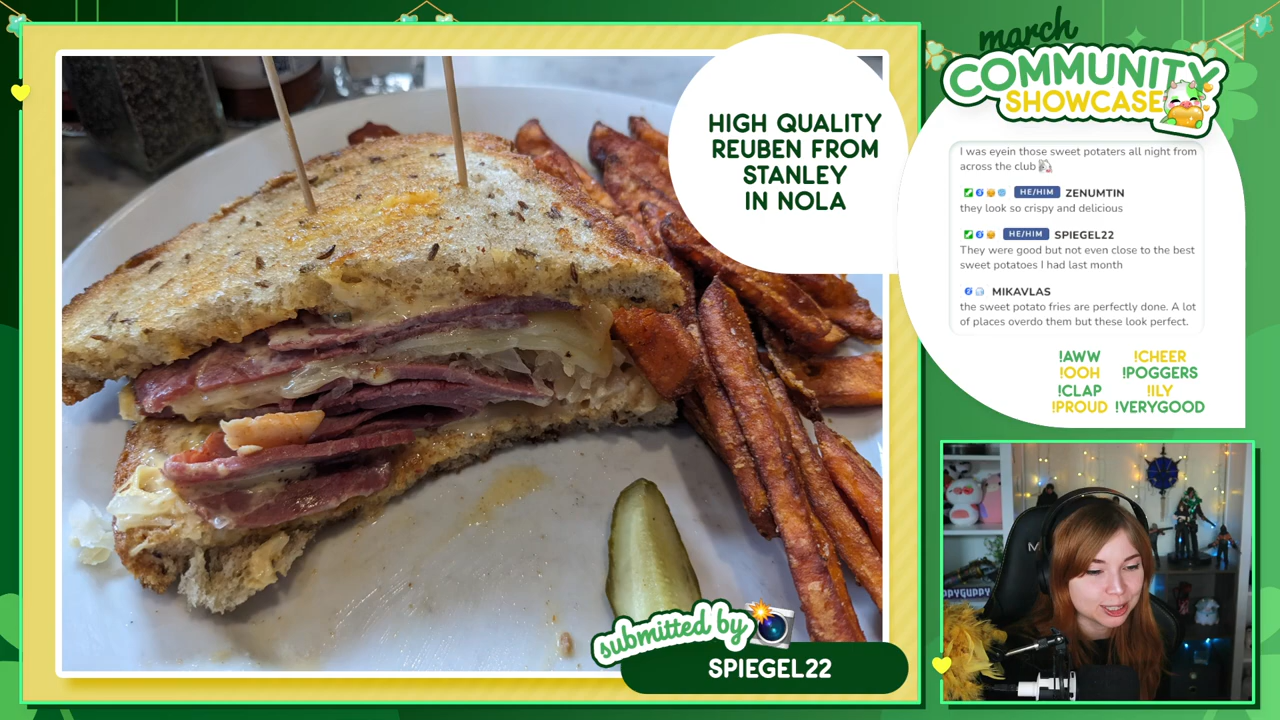 march
COMMUNITY
SHOWCASE
HIGH QUALITY
REUBEN FROM
STANLEY
IN NOLA
I was eyein those sweet potaters all night from
across the club
HE/HIM ZENUMTIN
they look so crispy and delicious
HE/HIM SPIEGEL22
They were good but not even close to the best
sweet potatoes I had last month
MIKAVLAS
the sweet potato fries are perfectly done. A lot
of places overdo them but these look perfect.
!AWW !CHEER
!OOH !POGGERS
!CLAP !ILY
!PROUD !VERYGOOD
submitted by
SPIEGEL22